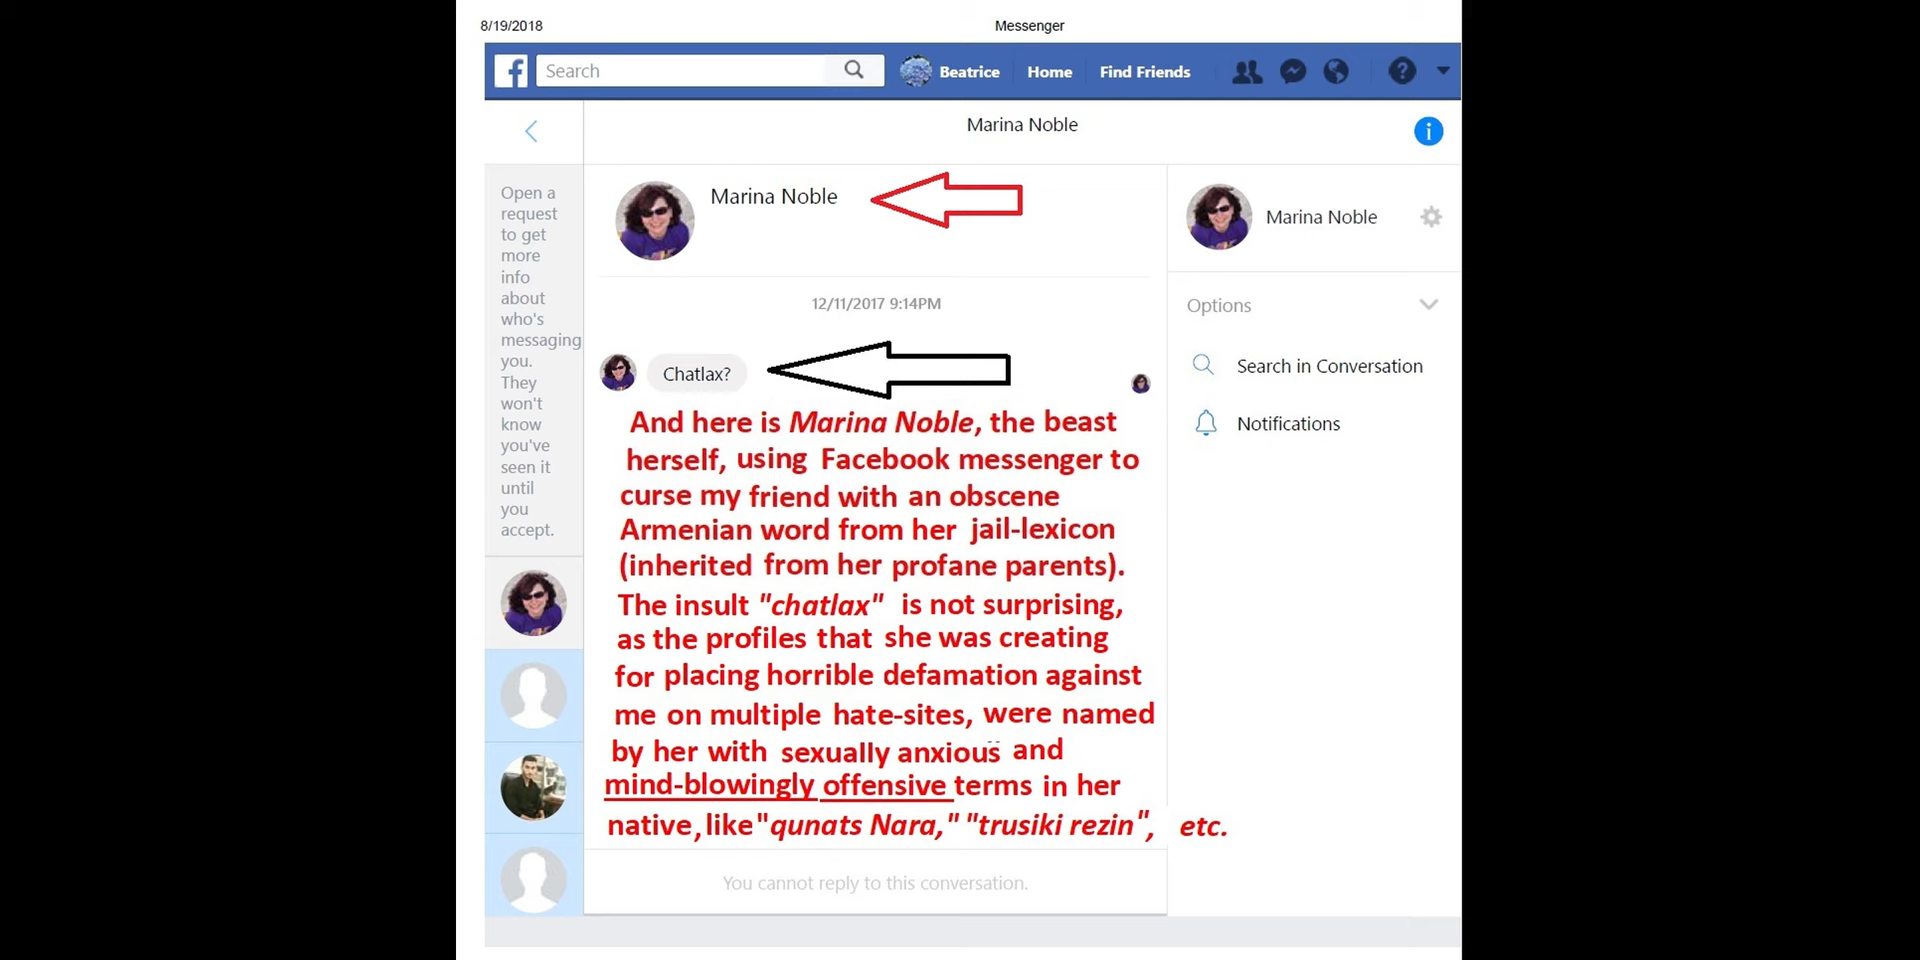 8/19/2018
Messenger
Search
Beatrice
Home
Find Friends
Marina Noble
Open a
request
to get
more
info
about
who's
messaging
you.
They
won't
know
you've
seen it
until
you
accept.
Marina Noble
12/11/2017 9:14PM
Chatlax?
And here is Marina Noble, the beast
herself, using Facebook messenger to
curse my friend with an obscene
Armenian word from her jail-lexicon
(inherited from her profane parents).
The insult "chatlax" is not surprising,
as the profiles that she was creating
for placing horrible defamation against
me on multiple hate-sites, were named
by her with sexually anxious and
mind-blowingly offensive terms in her
native, like "qunats Nara," "trusiki rezin", etc.
You cannot reply to this conversation.
Marina Noble
Options
Search in Conversation
Notifications